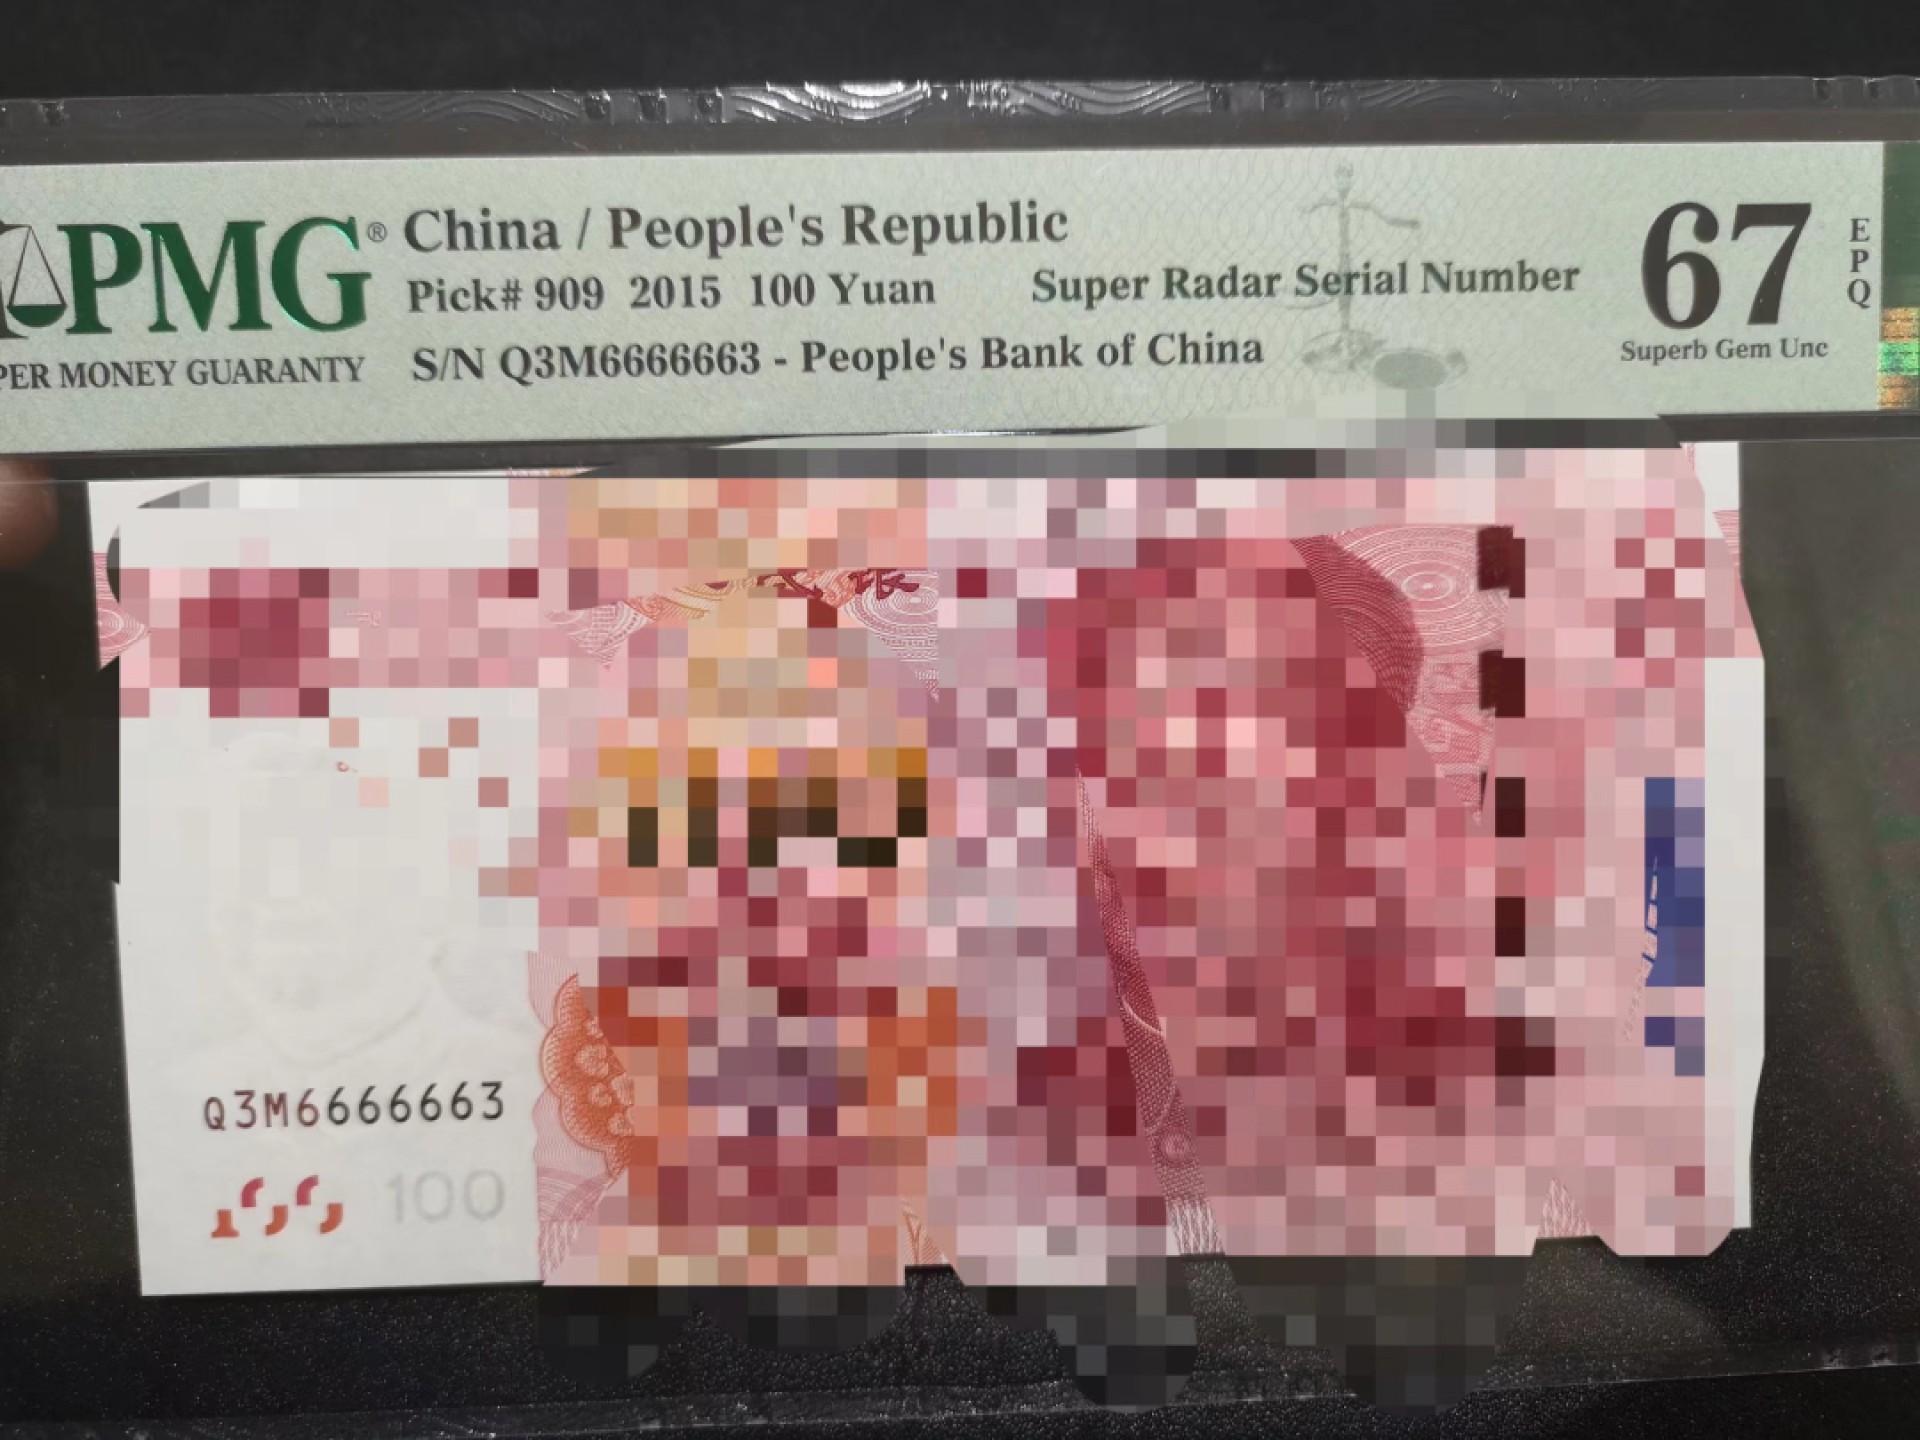 PMG® China / People's Republic
Pick# 909 2015 100 Yuan Super Radar Serial Number 67 EPQ
PER MONEY GUARANTY S/N Q3M6666663 - People's Bank of China Superb Gem Unc
Q3M6666663
100